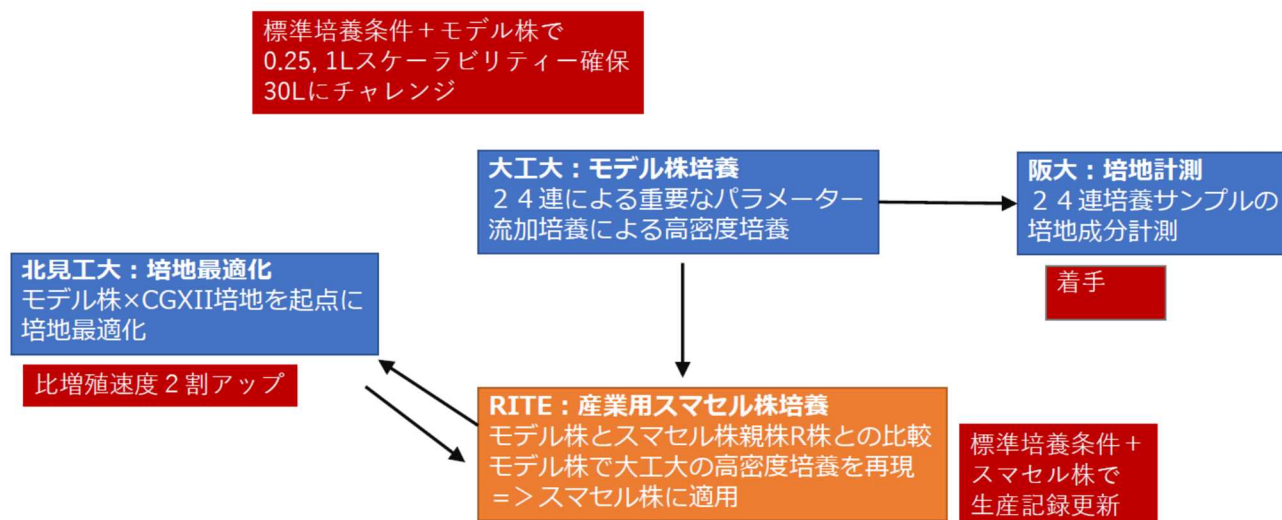 標準培養条件＋モデル株で
0.25, 1Lスケーラビリティー確保
30Lにチャレンジ
大工大：モデル株培養
２４連による重要なパラメーター
流加培養による高密度培養
阪大：培地計測
２４連培養サンプルの
培地成分計測
着手
北見工大：培地最適化
モデル株×CGXII培地を起点に
培地最適化
比増殖速度２割アップ
RITE：産業用スマセル株培養
モデル株とスマセル株親株R株との比較
モデル株で大工大の高密度培養を再現
=＞スマセル株に適用
標準培養条件＋
スマセル株で
生産記録更新